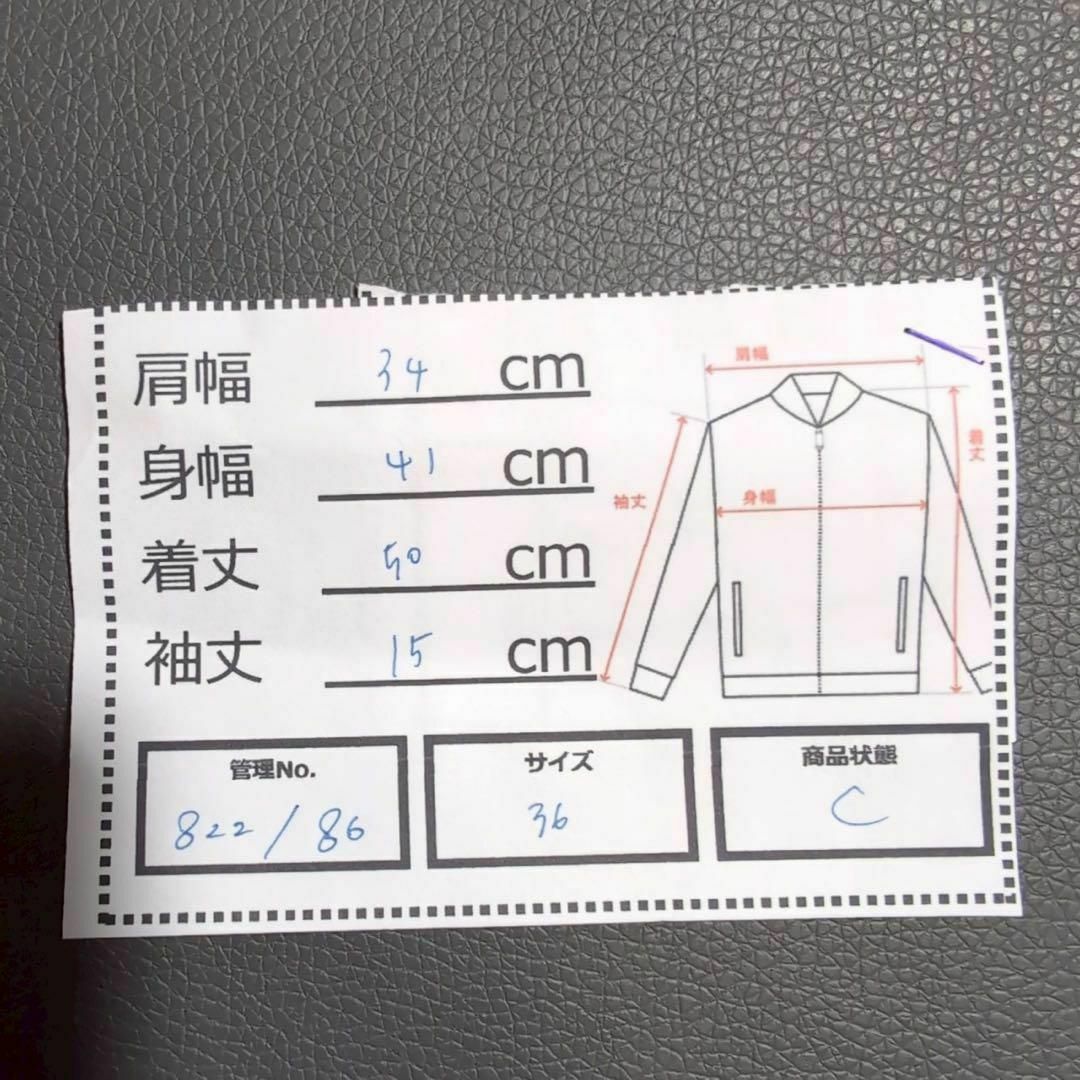 肩幅 34 cm
身幅 41 cm
着丈 50 cm
袖丈 15 cm
肩幅
着丈
袖丈
身幅
管理No.
822/86
サイズ
36
商品状態
C